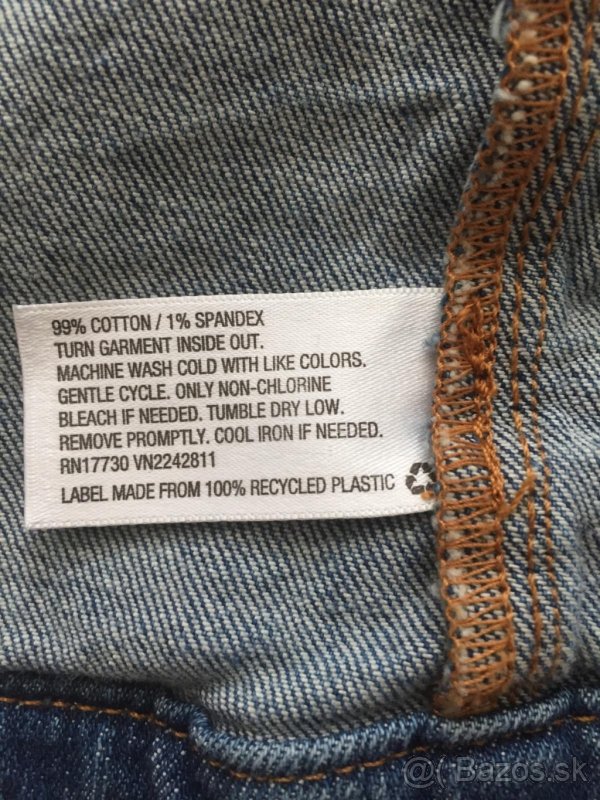 99% COTTON / 1% SPANDEX
TURN GARMENT INSIDE OUT.
MACHINE WASH COLD WITH LIKE COLORS.
GENTLE CYCLE. ONLY NON-CHLORINE
BLEACH IF NEEDED. TUMBLE DRY LOW.
REMOVE PROMPTLY. COOL IRON IF NEEDED.
RN17730 VN2242811
LABEL MADE FROM 100% RECYCLED PLASTIC
@( Bazos.sk